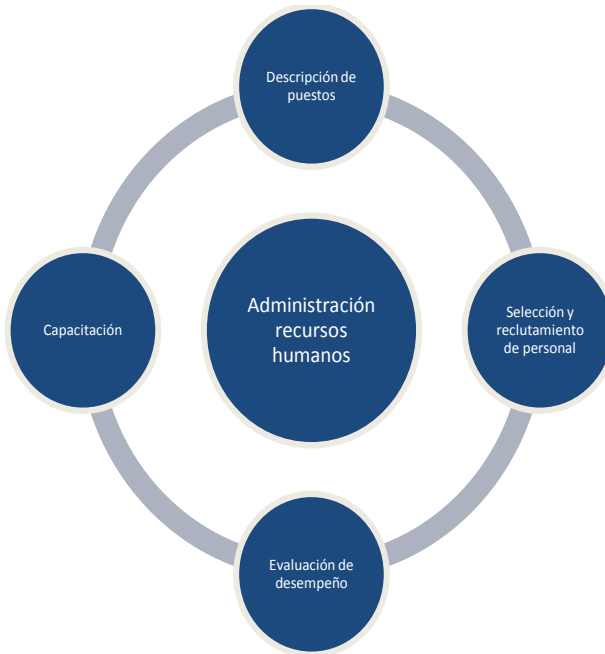 Descripción de
puestos
Administración
recursos
humanos
Selección y
reclutamiento
de personal
Capacitación
Evaluación de
desempeño